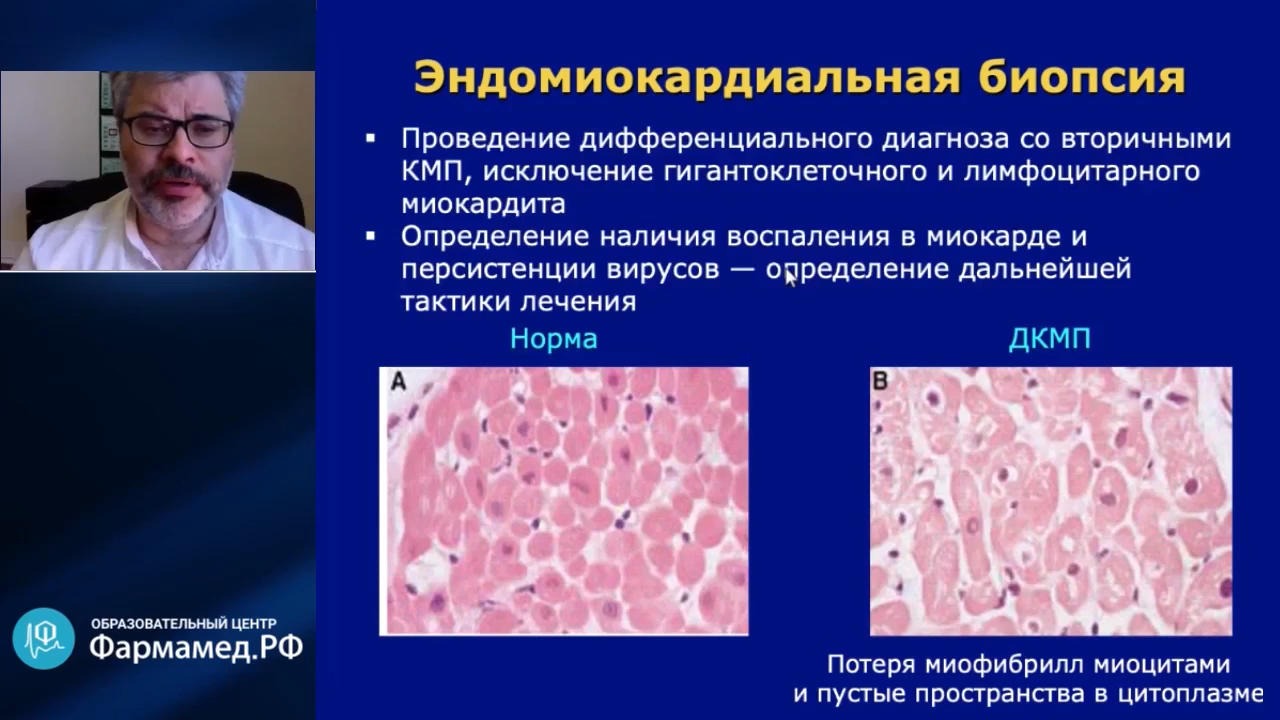 Эндомиокардиальная биопсия
▪ Проведение дифференциального диагноза со вторичными
КМП, исключение гигантоклеточного и лимфоцитарного
миокардита
▪ Определение наличия воспаления в миокарде и
персистенции вирусов — определение дальнейшей
тактики лечения
Норма
ДКМП
A
B
Потеря миофибрилл миоцитами
и пустые пространства в цитоплазме
ОБРАЗОВАТЕЛЬНЫЙ ЦЕНТР
Фармамед.РФ